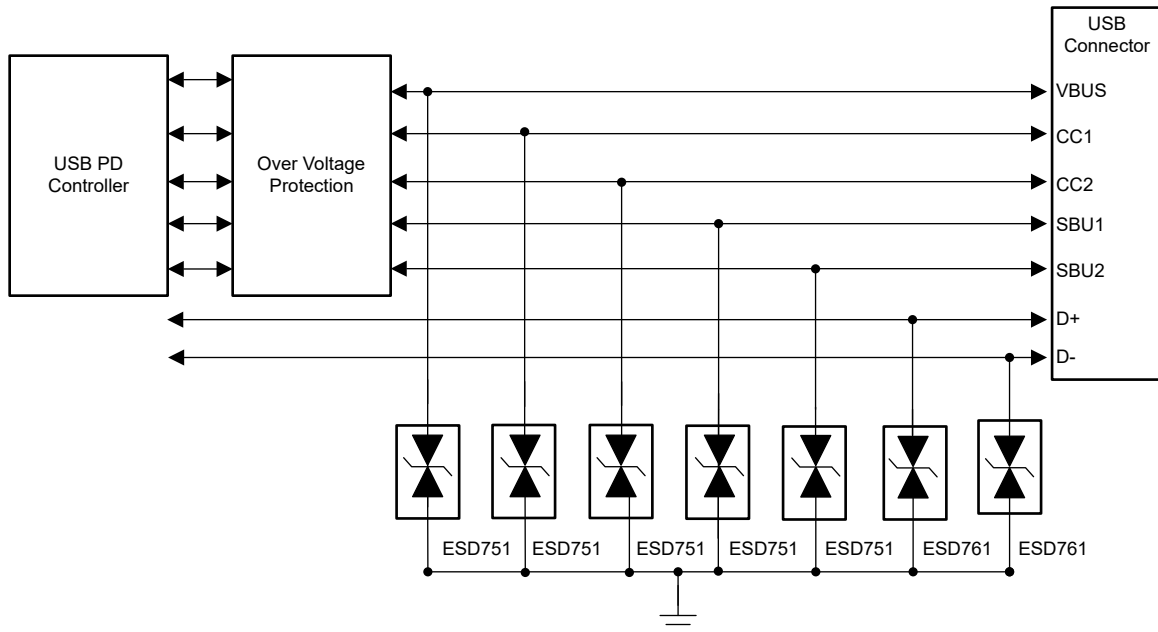 USB
Connector
USB PD
Controller
Over Voltage
Protection
VBUS
CC1
CC2
SBU1
SBU2
D+
D-
ESD751
ESD751
ESD751
ESD751
ESD751
ESD761
ESD761